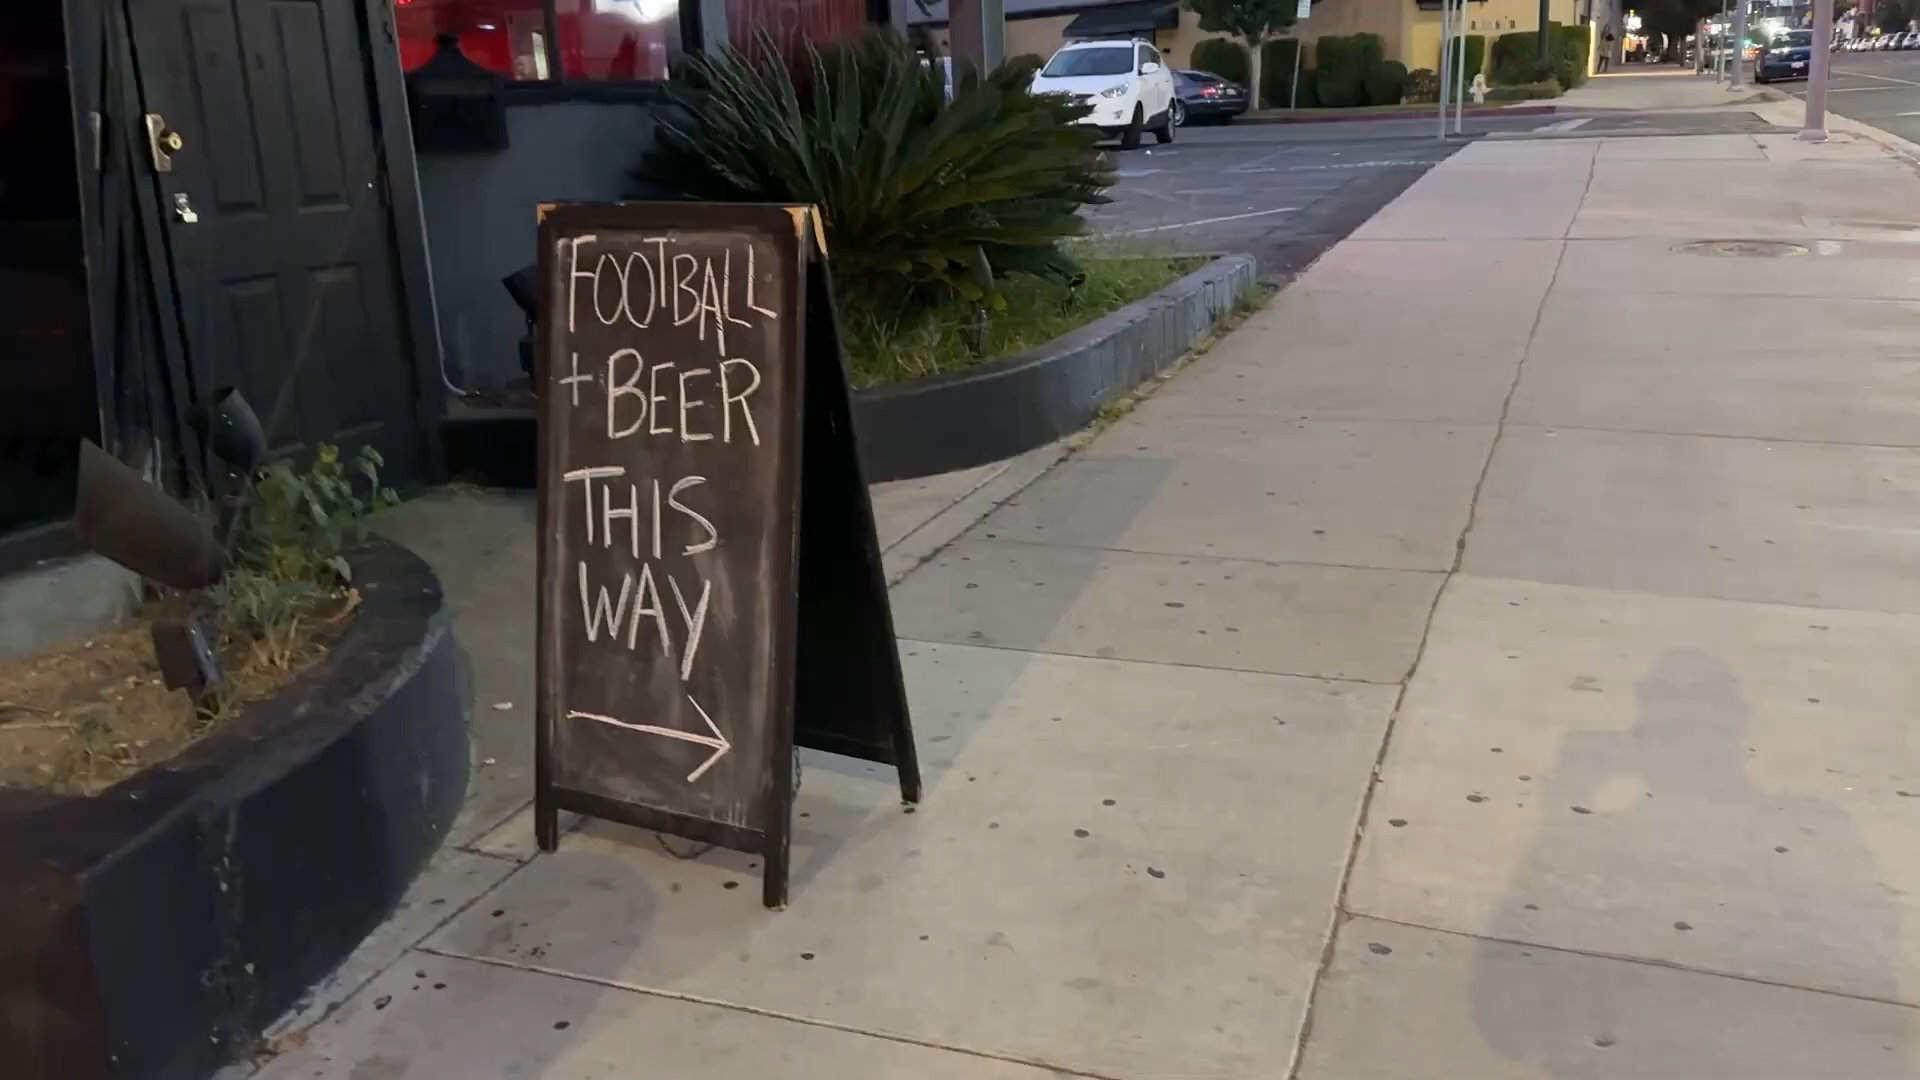 FOOTBALL
+ BEER
THIS
WAY
→